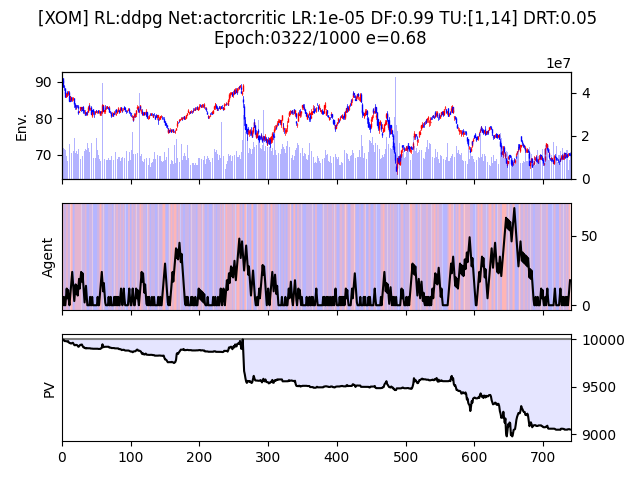 [XOM] RL:ddpg Net:actorcritic LR:1e-05 DF:0.99 TU:[1,14] DRT:0.05
Epoch:0322/1000 e=0.68
1e7
90
80
70
Env.
4
2
0
Agent
50
0
PV
10000
9500
9000
0 100 200 300 400 500 600 700